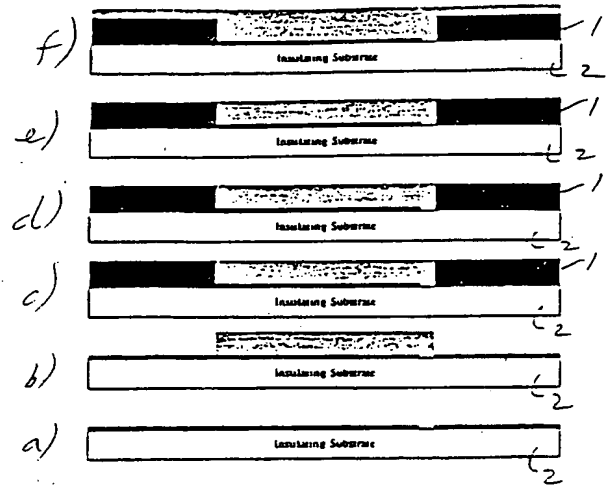 f)
1
Insulating Substrate
2
e)
1
Insulating Substrate
2
d)
1
Insulating Substrate
2
c)
1
Insulating Substrate
2
b)
Insulating Substrate
2
a)
Insulating Substrate
2